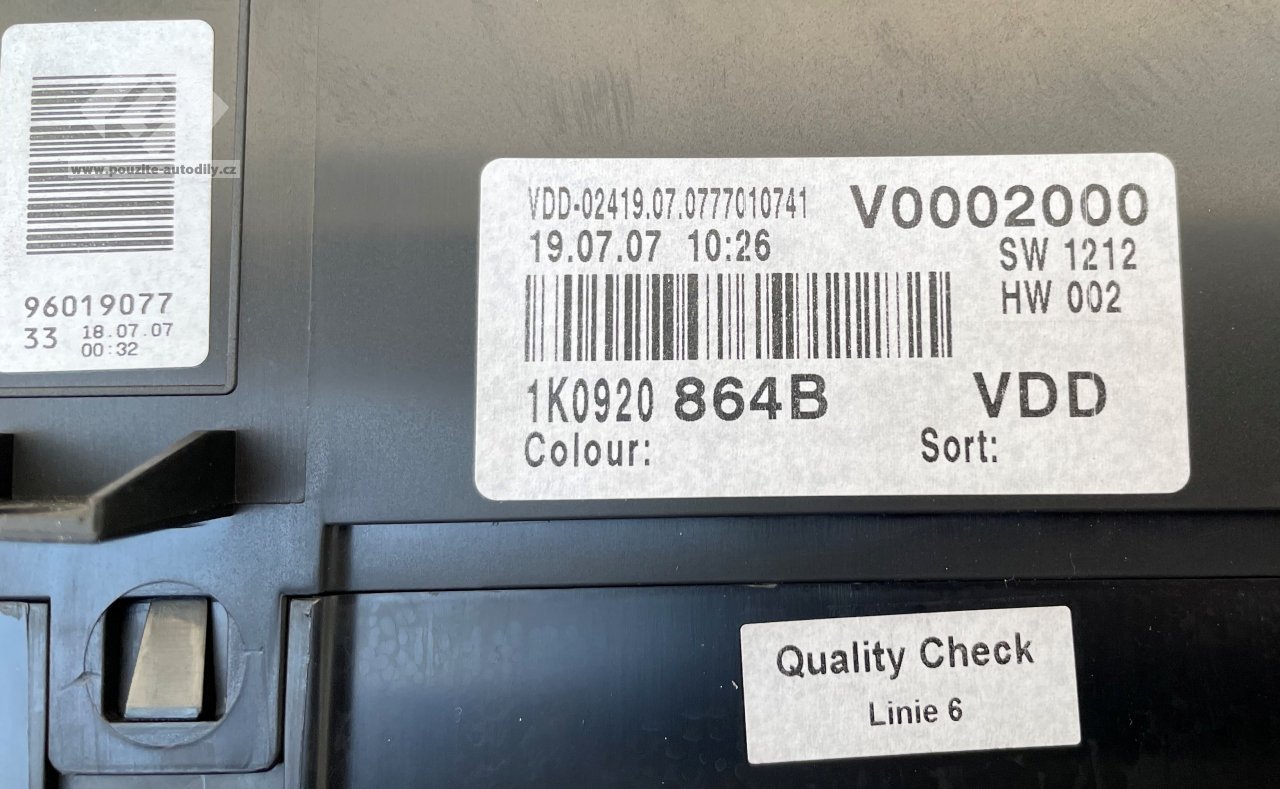 www.pouzite-autodily.cz
96019077
33 18.07.07
00:32
VDD-02419.07.0777010741 V0002000
19.07.07 10:26 SW 1212
HW 002
1K0920 864B VDD
Colour: Sort:
Quality Check
Linie 6